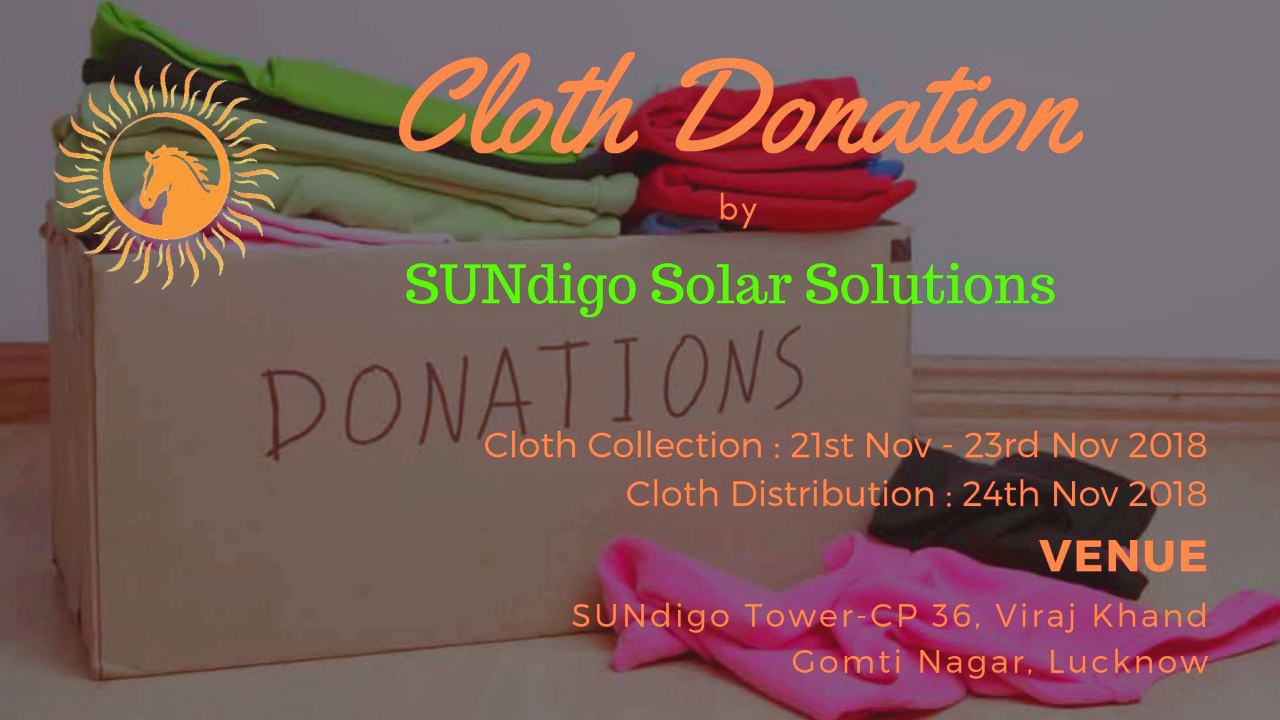 Cloth Donation
by
SUNdigo Solar Solutions
DONATIONS
Cloth Collection : 21st Nov - 23rd Nov 2018
Cloth Distribution : 24th Nov 2018
VENUE
SUNdigo Tower-CP 36, Viraj Khand
Gomti Nagar, Lucknow